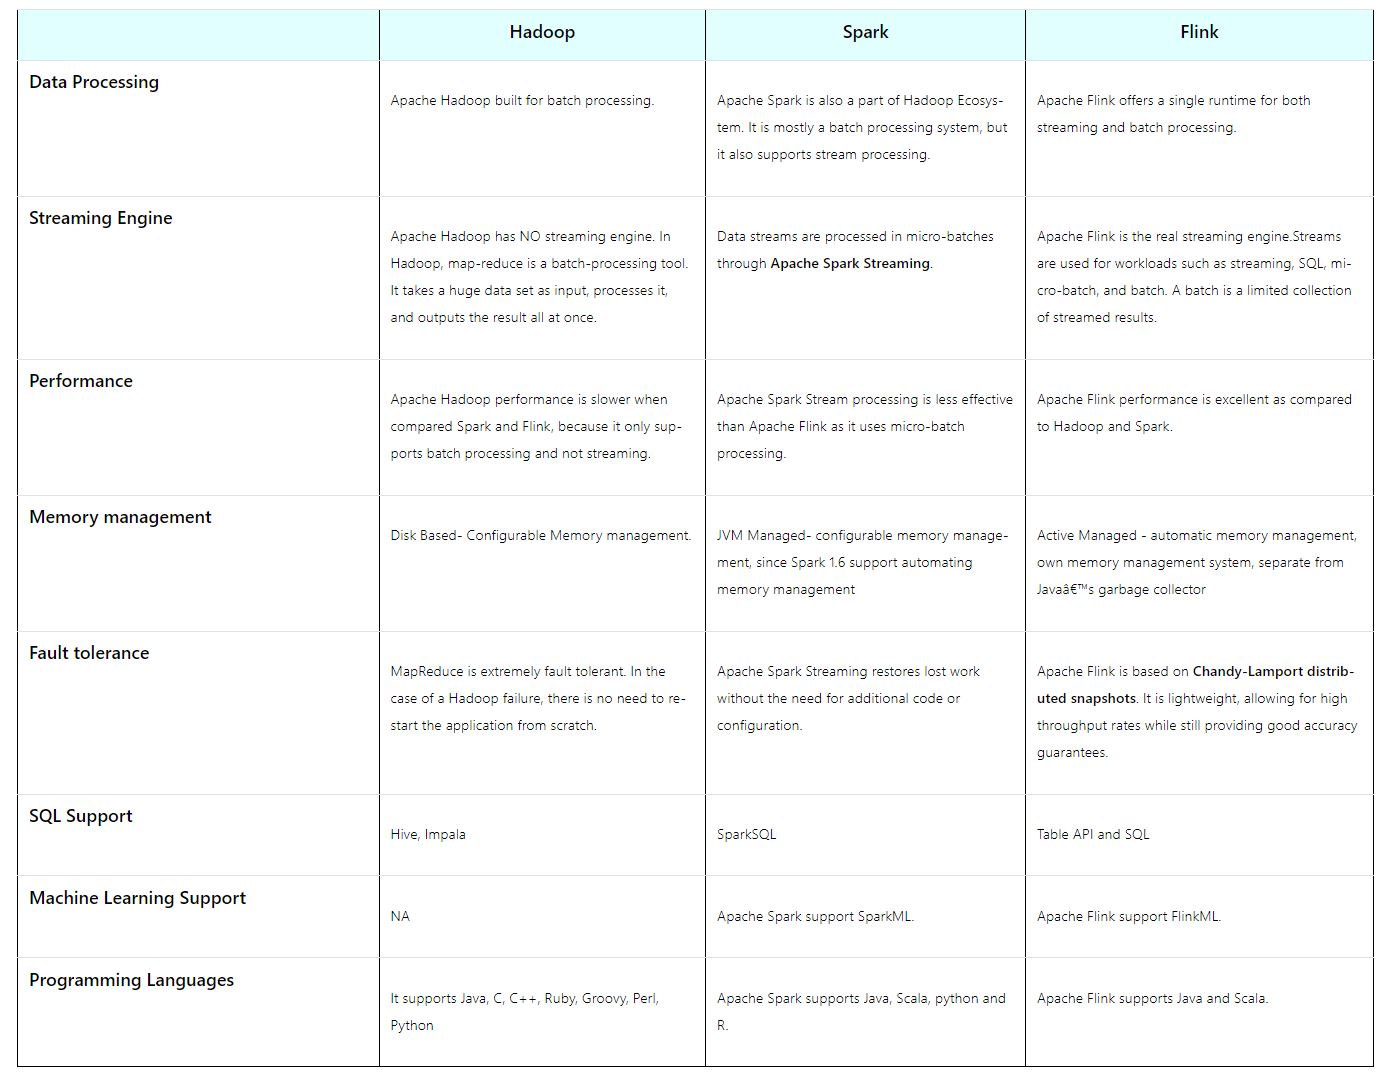 Hadoop
Spark
Flink
Data Processing
Apache Hadoop built for batch processing.
Apache Spark is also a part of Hadoop Ecosys-
tem. It is mostly a batch processing system, but
it also supports stream processing.
Apache Flink offers a single runtime for both
streaming and batch processing.
Streaming Engine
Apache Hadoop has NO streaming engine. In
Hadoop, map-reduce is a batch-processing tool.
It takes a huge data set as input, processes it,
and outputs the result all at once.
Data streams are processed in micro-batches
through Apache Spark Streaming.
Apache Flink is the real streaming engine.Streams
are used for workloads such as streaming, SQL, mi-
cro-batch, and batch. A batch is a limited collection
of streamed results.
Performance
Apache Hadoop performance is slower when
compared Spark and Flink, because it only sup-
ports batch processing and not streaming.
Apache Spark Stream processing is less effective
than Apache Flink as it uses micro-batch
processing.
Apache Flink performance is excellent as compared
to Hadoop and Spark.
Memory management
Disk Based- Configurable Memory management.
JVM Managed- configurable memory manage-
ment, since Spark 1.6 support automating
memory management
Active Managed - automatic memory management,
own memory management system, separate from
Javaâ€™s garbage collector
Fault tolerance
MapReduce is extremely fault tolerant. In the
case of a Hadoop failure, there is no need to re-
start the application from scratch.
Apache Spark Streaming restores lost work
without the need for additional code or
configuration.
Apache Flink is based on Chandy-Lamport distrib-
uted snapshots. It is lightweight, allowing for high
throughput rates while still providing good accuracy
guarantees.
SQL Support
Hive, Impala
SparkSQL
Table API and SQL
Machine Learning Support
NA
Apache Spark support SparkML.
Apache Flink support FlinkML.
Programming Languages
It supports Java, C, C++, Ruby, Groovy, Perl,
Python
Apache Spark supports Java, Scala, python and
R.
Apache Flink supports Java and Scala.